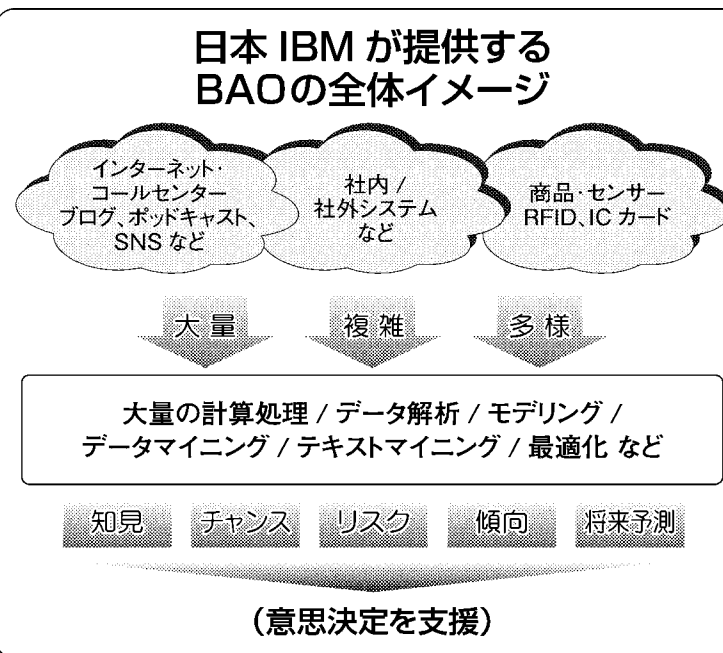 日本 IBM が提供する
BAOの全体イメージ
インターネット・
コールセンター
ブログ、ポッドキャスト、
SNS など
社内 /
社外システム
など
商品・センサー
RFID、IC カード
大量
複雑
多様
大量の計算処理 / データ解析 / モデリング /
データマイニング / テキストマイニング / 最適化 など
知見
チャンス
リスク
傾向
将来予測
(意思決定を支援)